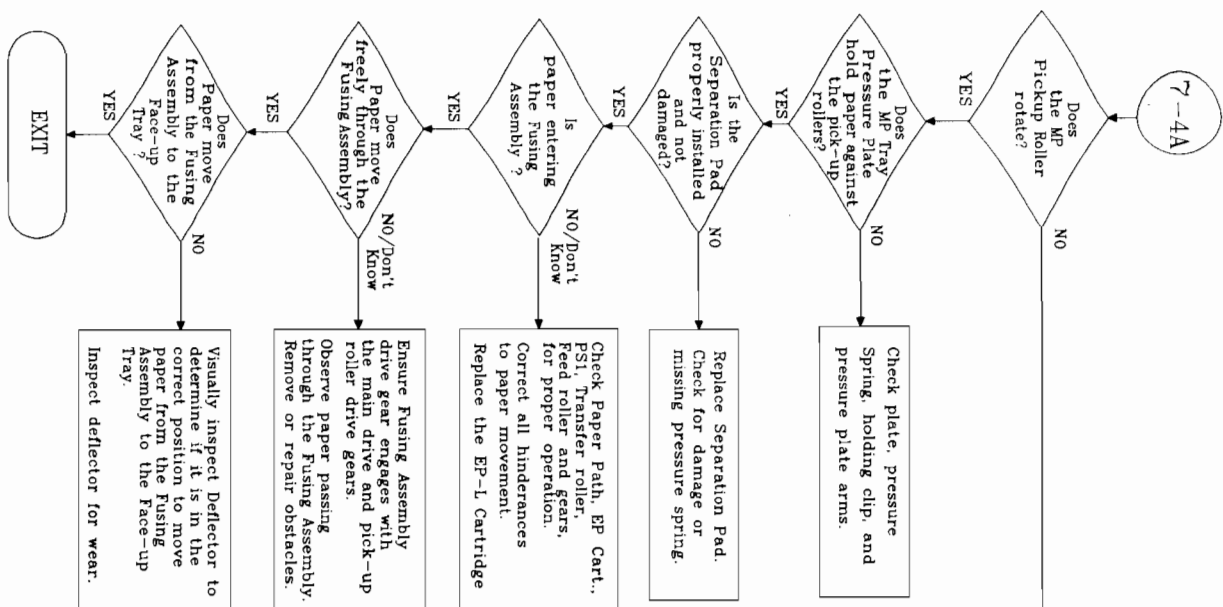 7-4A
Does
the MP
Pickup Roller
rotate?
YES
NO
Does
the MP Tray
Pressure Plate
hold paper against
the pick-up
rollers?
YES
NO
Check plate, pressure
Spring, holding clip, and
pressure plate arms.
Is the
Separation Pad
properly installed
and not
damaged?
YES
NO
Replace Separation Pad.
Check for damage or
missing pressure spring.
Is
paper entering
the Fusing
Assembly ?
YES
NO/Don't
Know
Check Paper Path, EP Cart.,
PS1, Transfer roller,
Feed roller and gears,
for proper operation.
Correct all hinderances
to paper movement.
Replace the EP-L Cartridge
Does
Paper move
freely through the
Fusing Assembly?
YES
NO/Don't
Know
Ensure Fusing Assembly
drive gear engages with
the main drive and pick-up
roller drive gears.
Observe paper passing
through the Fusing Assembly.
Remove or repair obstacles.
Does
Paper move
from the Fusing
Assembly to the
Face-up
Tray ?
YES
NO
Visually inspect Deflector to
determine if it is in the
correct position to move
paper from the Fusing
Assembly to the Face-up
Tray.
Inspect deflector for wear.
EXIT